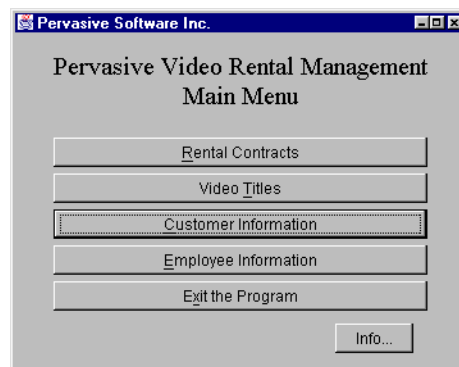 Pervasive Software Inc.
Pervasive Video Rental Management
Main Menu
Rental Contracts
Video Titles
Customer Information
Employee Information
Exit the Program
Info...